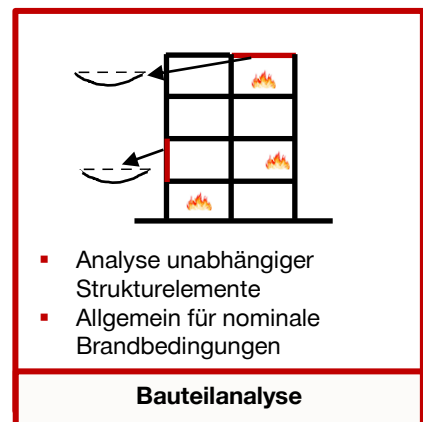 ▪ Analyse unabhängiger
Strukturelemente
▪ Allgemein für nominale
Brandbedingungen
Bauteilanalyse